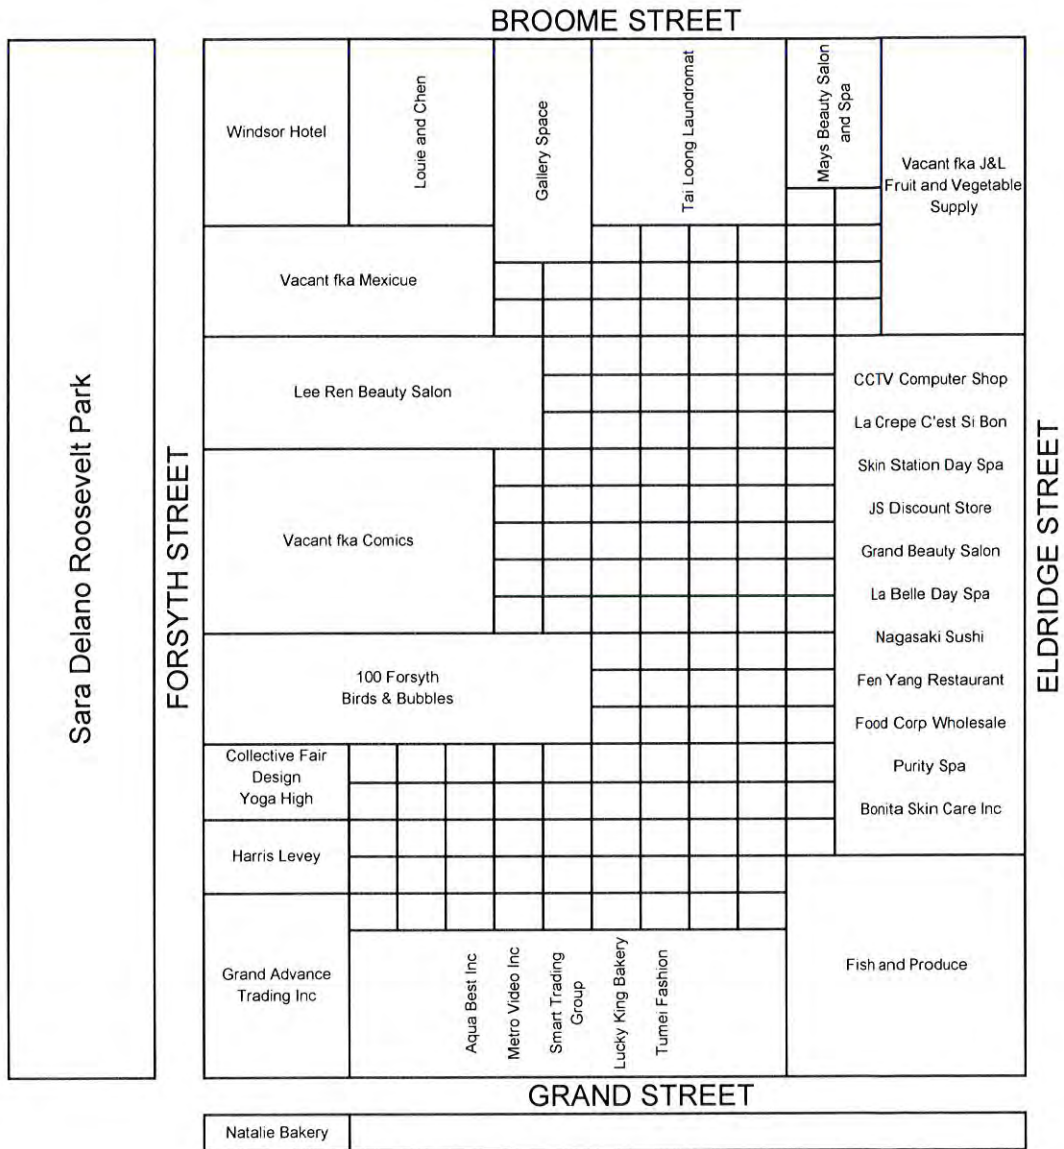 BROOME STREET
Windsor Hotel
Louie and Chen
Gallery Space
Tai Loong Laundromat
Mays Beauty Salon
and Spa
Vacant fka J&L
Fruit and Vegetable
Supply
Vacant fka Mexicue
Lee Ren Beauty Salon
Vacant fka Comics
100 Forsyth
Birds & Bubbles
Collective Fair
Design
Yoga High
Harris Levey
Grand Advance
Trading Inc
Aqua Best Inc
Metro Video Inc
Smart Trading
Group
Lucky King Bakery
Tumei Fashion
CCTV Computer Shop
La Crepe C'est Si Bon
Skin Station Day Spa
JS Discount Store
Grand Beauty Salon
La Belle Day Spa
Nagasaki Sushi
Fen Yang Restaurant
Food Corp Wholesale
Purity Spa
Bonita Skin Care Inc
Fish and Produce
Sara Delano Roosevelt Park
FORSYTH STREET
ELDRIDGE STREET
GRAND STREET
Natalie Bakery